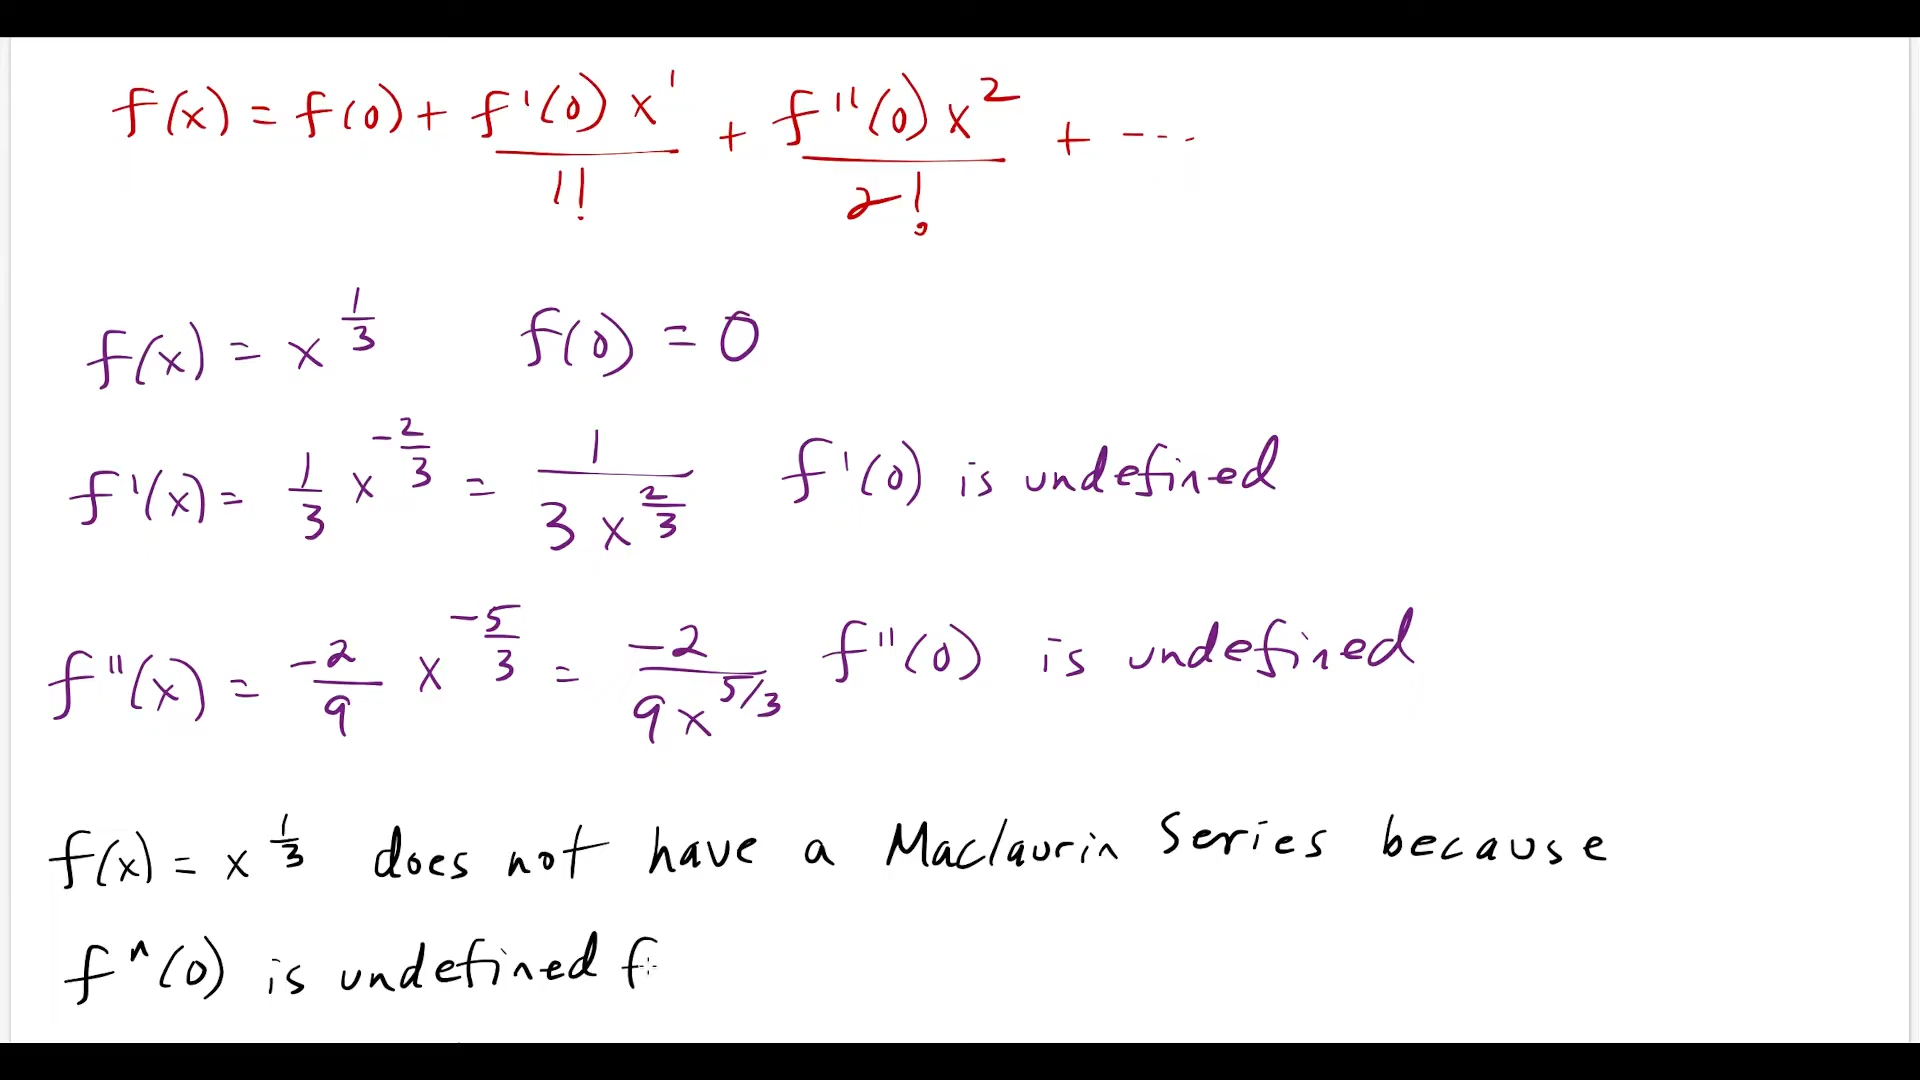 f(x) = f(0) + f'(0) x^1 / 1! + f''(0) x^2 / 2! + ...
f(x) = x^(1/3) f(0) = 0
f'(x) = 1/3 x^(-2/3) = 1 / (3 x^(2/3)) f'(0) is undefined
f''(x) = -2/9 x^(-5/3) = -2 / (9x^(5/3)) f''(0) is undefined
f(x) = x^(1/3) does not have a Maclaurin Series because
f^n(0) is undefined f